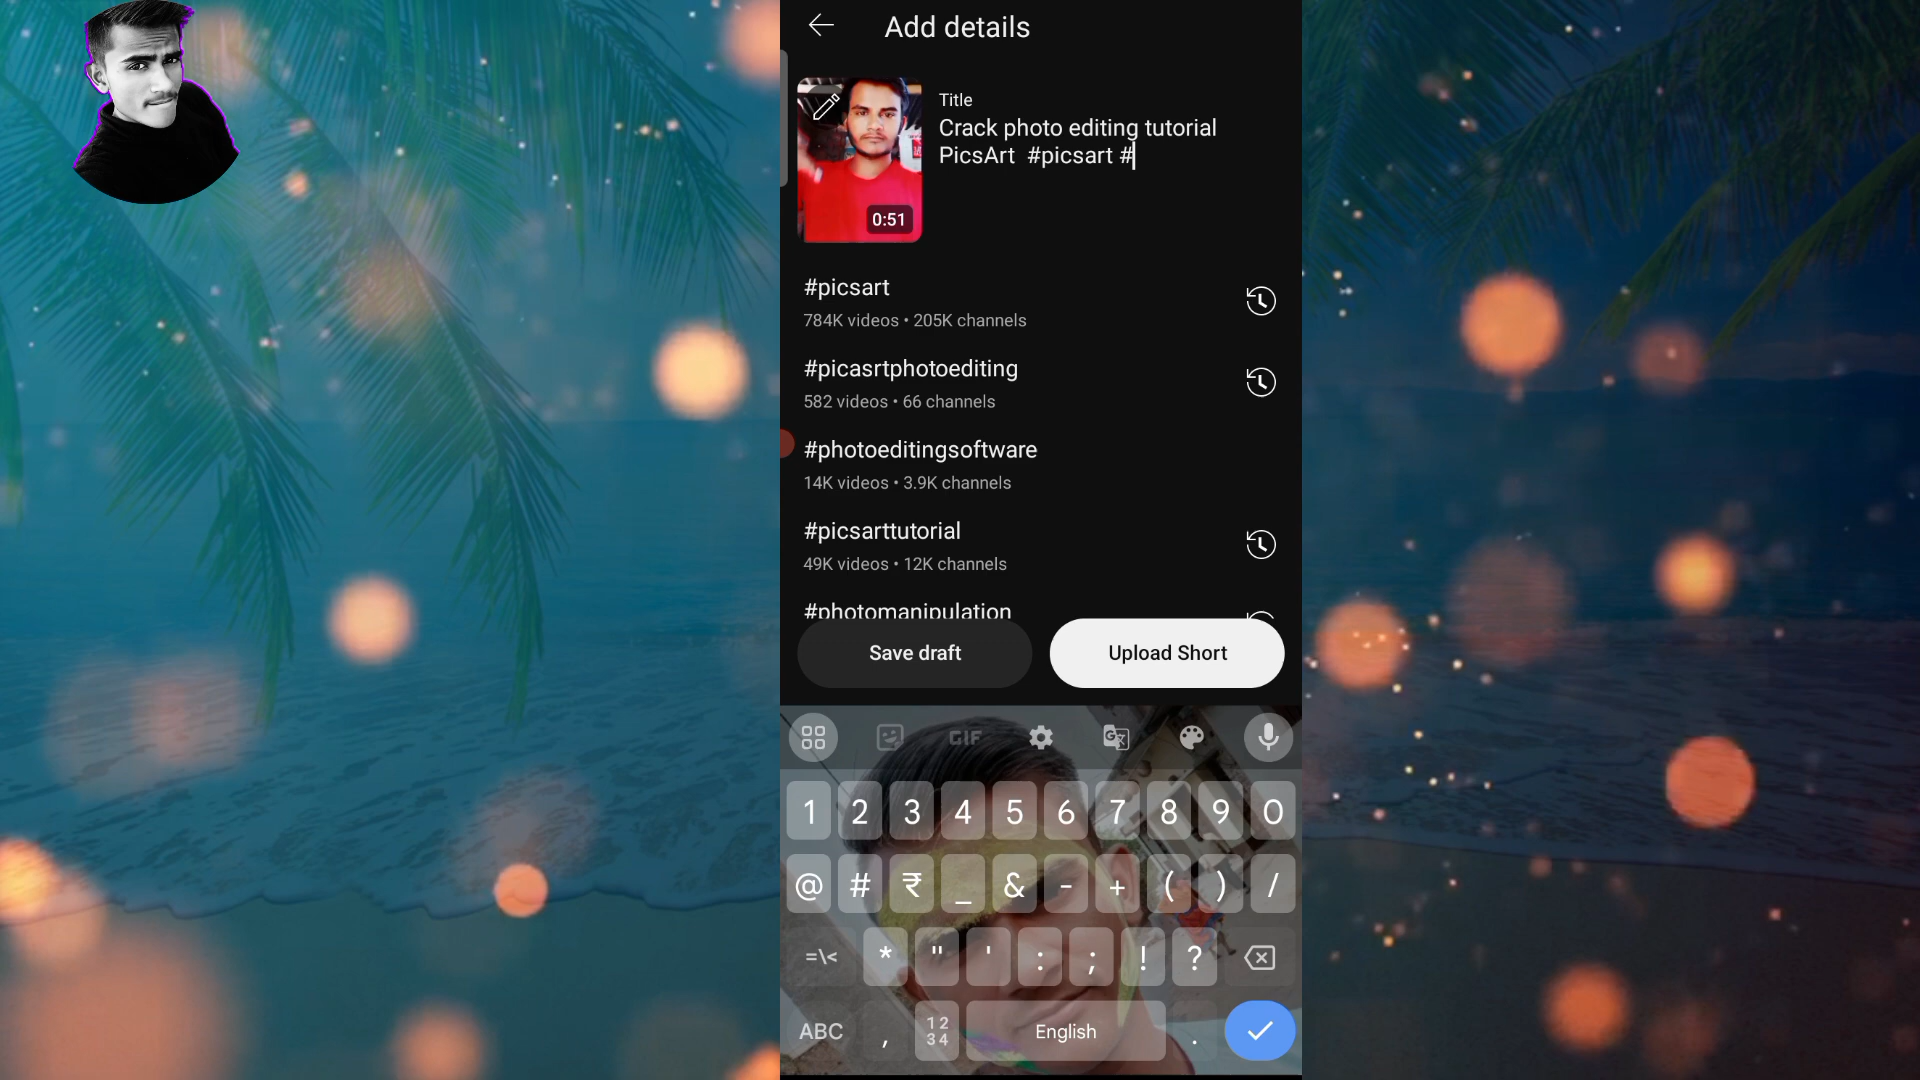 Add details
Title
Crack photo editing tutorial
PicsArt  #picsart #
0:51
#picsart
784K videos • 205K channels
#picasrtphotoediting
582 videos • 66 channels
#photoeditingsoftware
14K videos • 3.9K channels
#picsarttutorial
49K videos • 12K channels
#photomanipulation
Save draft
Upload Short
GIF
1 2 3 4 5 6 7 8 9 0
@ # ₹ _ & - + ( ) /
=\< * " ' : ; ! ?
ABC , 12 34 English .